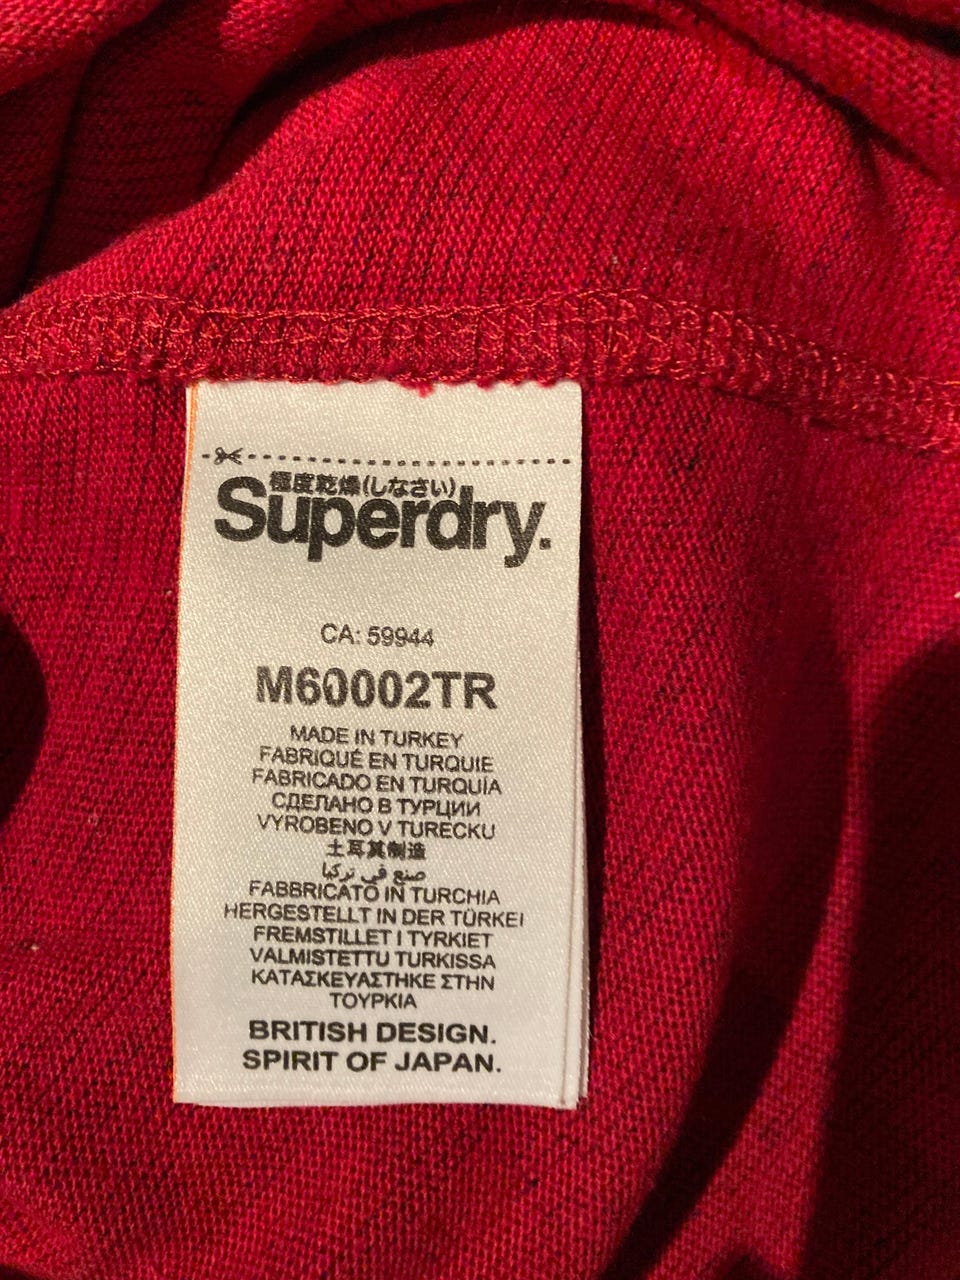 極度乾燥(しなさい)
Superdry.
CA: 59944
M60002TR
MADE IN TURKEY
FABRIQUÉ EN TURQUIE
FABRICADO EN TURQUÍA
СДЕЛАНО В ТУРЦИИ
VYROBENO V TURECKU
土耳其制造
صنع في تركيا
FABBRICATO IN TURCHIA
HERGESTELLT IN DER TÜRKEI
FREMSTILLET I TYRKIET
VALMISTETTU TURKISSA
ΚΑΤΑΣΚΕΥΑΣΤΗΚΕ ΣΤΗΝ
ΤΟΥΡΚΙΑ
BRITISH DESIGN.
SPIRIT OF JAPAN.